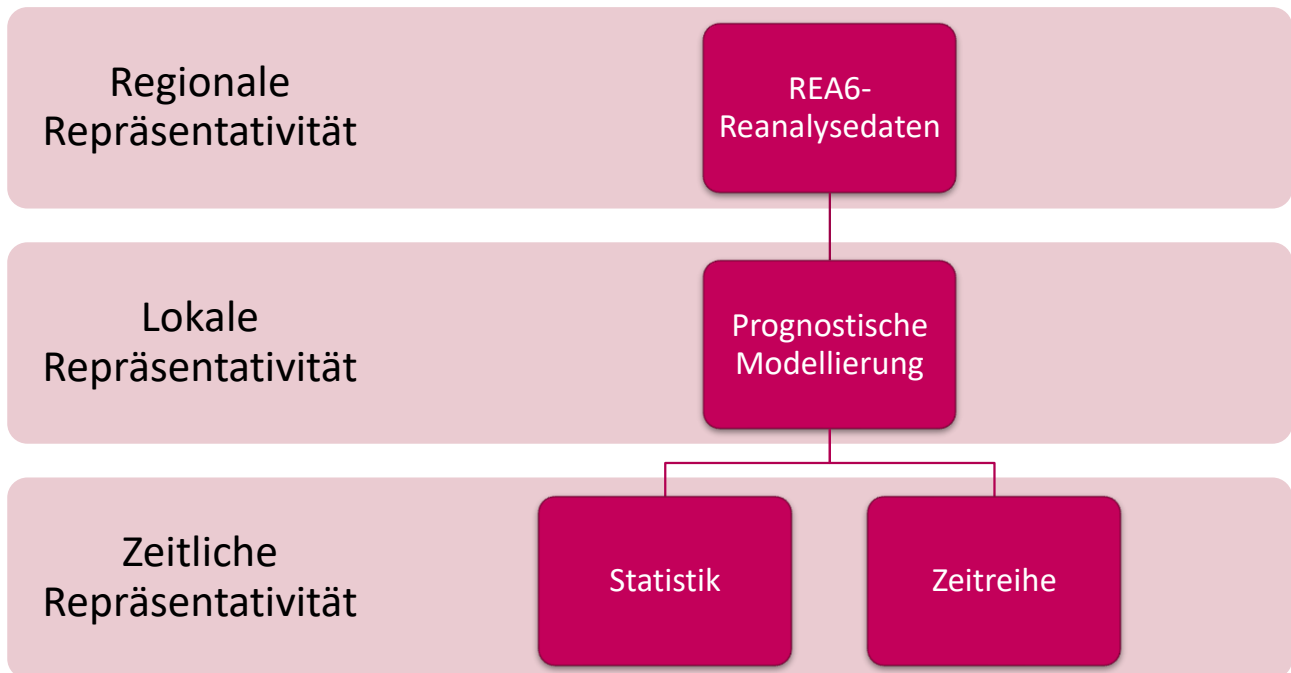 Regionale
Repräsentativität
REA6-
Reanalysedaten
Lokale
Repräsentativität
Prognostische
Modellierung
Zeitliche
Repräsentativität
Statistik
Zeitreihe